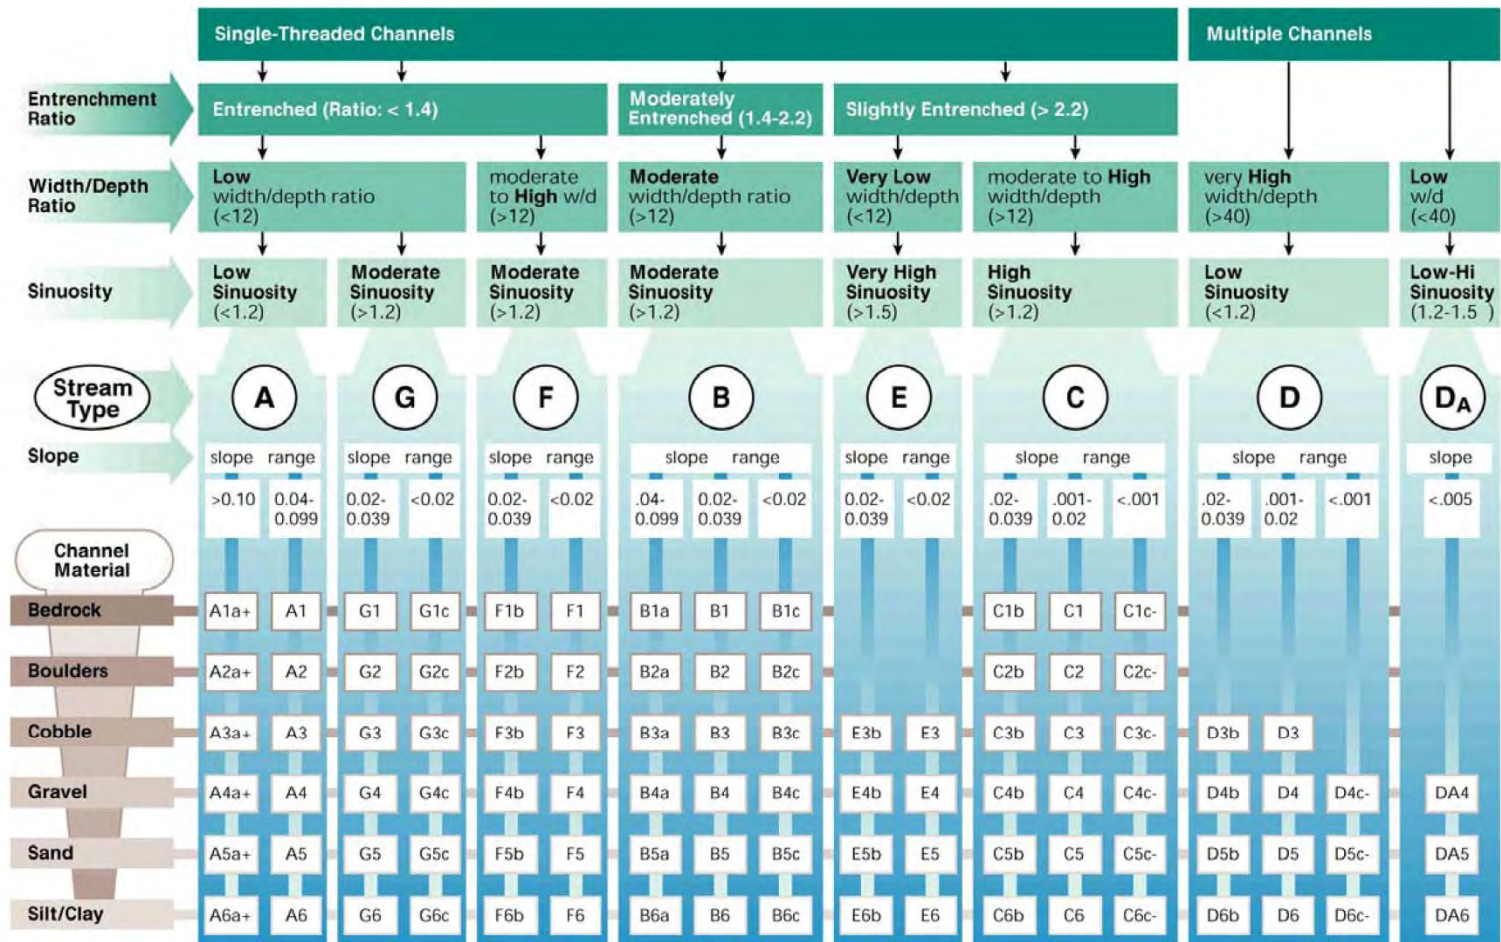 Single-Threaded Channels
Multiple Channels
Entrenchment
Ratio
Entrenched (Ratio: < 1.4)
Moderately
Entrenched (1.4-2.2)
Slightly Entrenched (> 2.2)
Width/Depth
Ratio
Low
width/depth ratio
(<12)
moderate
to High w/d
(>12)
Moderate
width/depth ratio
(>12)
Very Low
width/depth
(<12)
moderate to High
width/depth
(>12)
very High
width/depth
(>40)
Low
w/d
(<40)
Sinuosity
Low
Sinuosity
(<1.2)
Moderate
Sinuosity
(>1.2)
Moderate
Sinuosity
(>1.2)
Moderate
Sinuosity
(>1.2)
Very High
Sinuosity
(>1.5)
High
Sinuosity
(>1.2)
Low
Sinuosity
(<1.2)
Low-Hi
Sinuosity
(1.2-1.5 )
Stream
Type
A G F B E C D DA
Slope
slope range slope range slope range slope range slope range slope range slope range slope
>0.10
0.04-
0.099
0.02-
0.039
<0.02
0.02-
0.039
<0.02
.04-
0.099
0.02-
0.039
<0.02
0.02-
0.039
<0.02
.02-
0.039
.001-
0.02
<.001
.02-
0.039
.001-
0.02
<.001
<.005
Channel
Material
Bedrock A1a+ A1 G1 G1c F1b F1 B1a B1 B1c C1b C1 C1c-
Boulders A2a+ A2 G2 G2c F2b F2 B2a B2 B2c C2b C2 C2c-
Cobble A3a+ A3 G3 G3c F3b F3 B3a B3 B3c E3b E3 C3b C3 C3c- D3b D3
Gravel A4a+ A4 G4 G4c F4b F4 B4a B4 B4c E4b E4 C4b C4 C4c- D4b D4 D4c- DA4
Sand A5a+ A5 G5 G5c F5b F5 B5a B5 B5c E5b E5 C5b C5 C5c- D5b D5 D5c- DA5
Silt/Clay A6a+ A6 G6 G6c F6b F6 B6a B6 B6c E6b E6 C6b C6 C6c- D6b D6 D6c- DA6